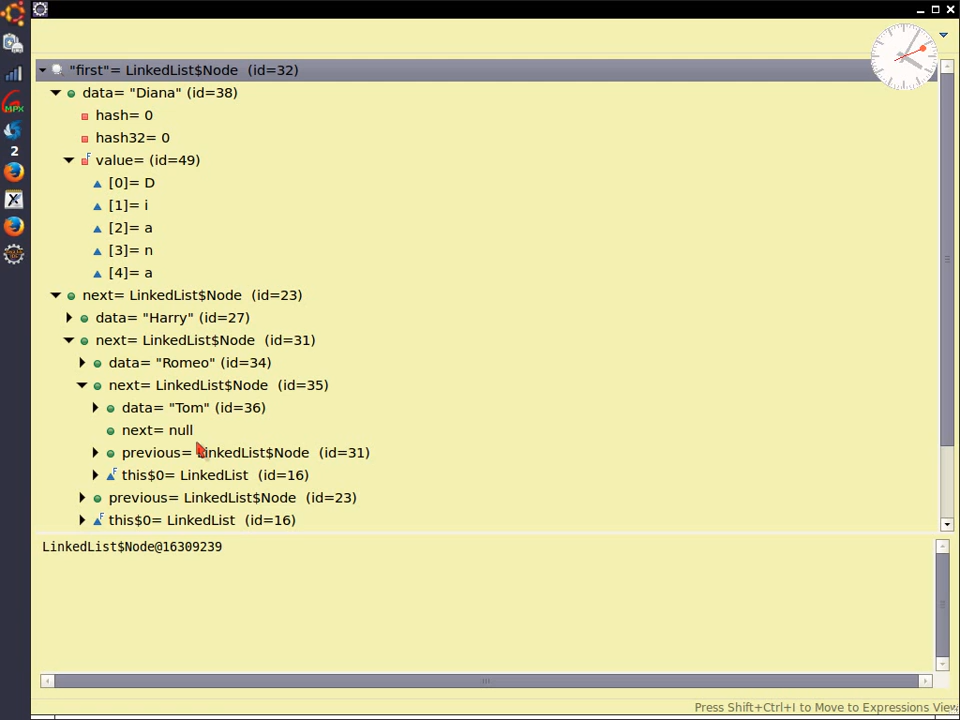 "first"= LinkedList$Node (id=32)
data= "Diana" (id=38)
hash= 0
hash32= 0
value= (id=49)
[0]= D
[1]= i
[2]= a
[3]= n
[4]= a
next= LinkedList$Node (id=23)
data= "Harry" (id=27)
next= LinkedList$Node (id=31)
data= "Romeo" (id=34)
next= LinkedList$Node (id=35)
data= "Tom" (id=36)
next= null
previous= LinkedList$Node (id=31)
this$0= LinkedList (id=16)
previous= LinkedList$Node (id=23)
this$0= LinkedList (id=16)
LinkedList$Node@16309239
Press Shift+Ctrl+I to Move to Expressions View
MPX
2